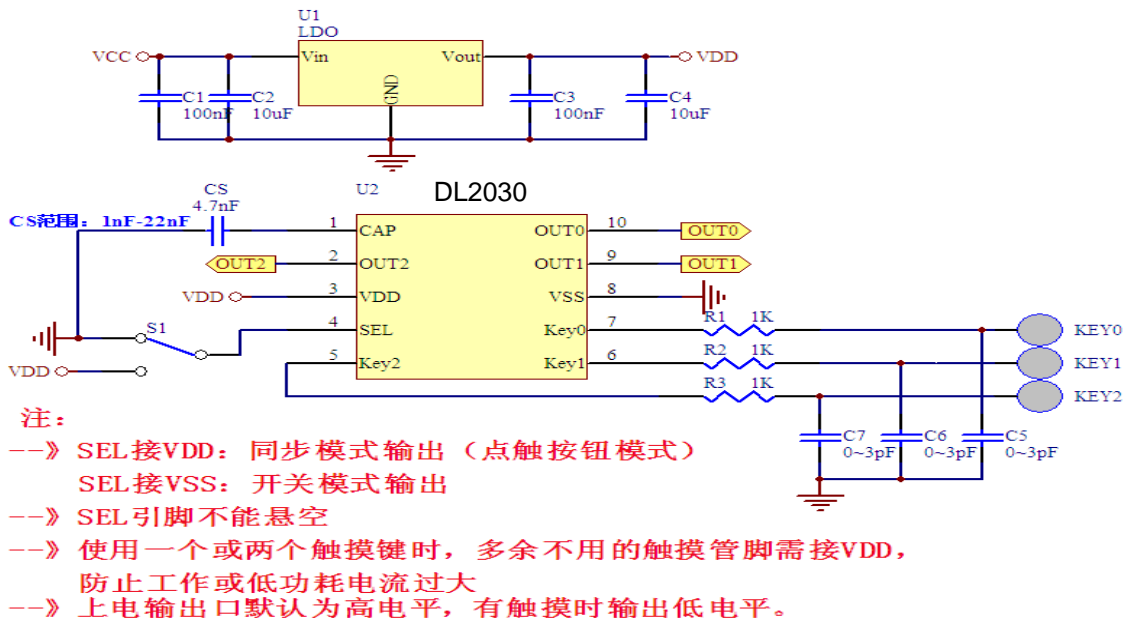 U1
LDO
VCC
Vin
Vout
VDD
GND
C1
100nF
C2
10uF
C3
100nF
C4
10uF
CS
4.7nF
CS范围：1nF-22nF
U2
DL2030
1
CAP
OUT0
10
OUT0
OUT2
2
OUT2
OUT1
9
OUT1
VDD
3
VDD
VSS
8
S1
4
SEL
Key0
7
R1
1K
KEY0
VDD
5
Key2
Key1
6
R2
1K
KEY1
R3
1K
KEY2
C7
0~3pF
C6
0~3pF
C5
0~3pF
注：
--》SEL接VDD：同步模式输出（点触按钮模式）
SEL接VSS：开关模式输出
--》SEL引脚不能悬空
--》使用一个或两个触摸键时，多余不用的触摸管脚需接VDD，
防止工作或低功耗电流过大
--》上电输出口默认为高电平，有触摸时输出低电平。